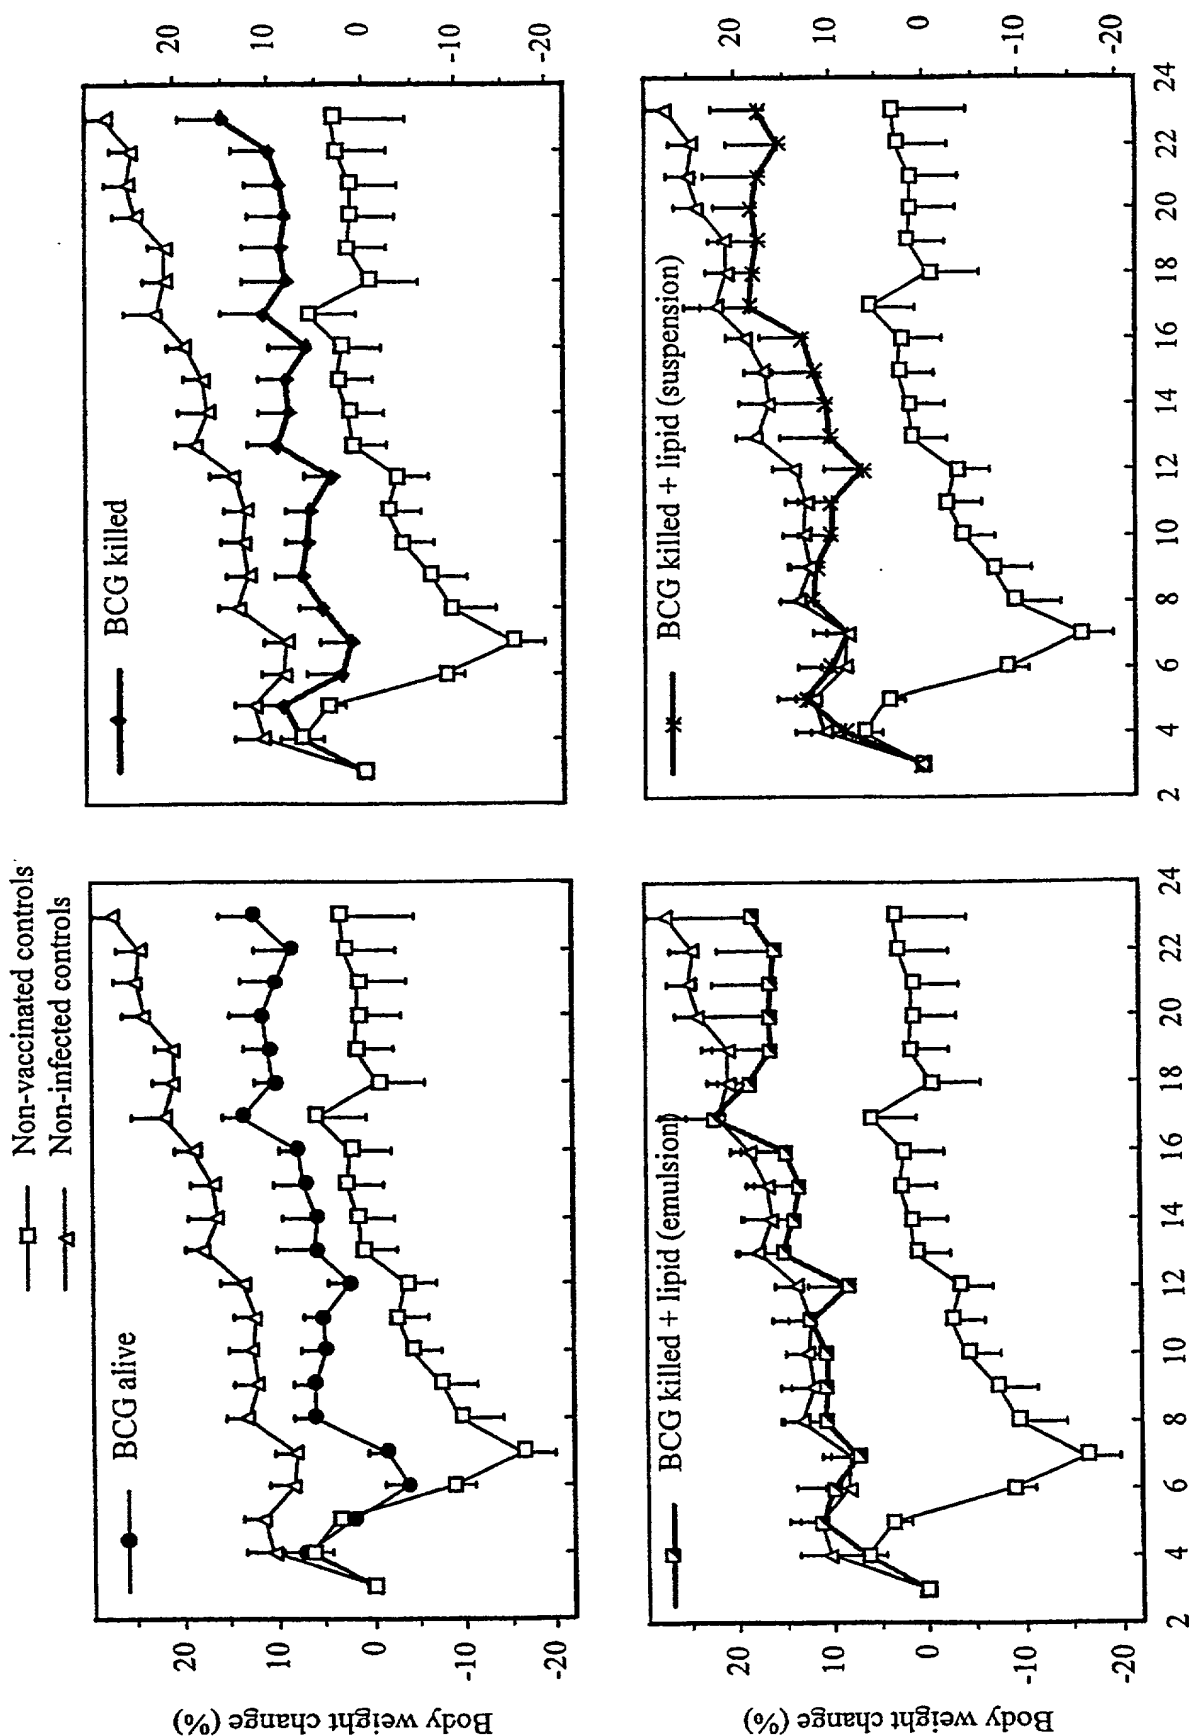 Non-vaccinated controls
Non-infected controls
BCG alive
BCG killed
20
10
0
-10
-20
Body weight change (%)
20
10
0
-10
-20
BCG killed + lipid (emulsion)
BCG killed + lipid (suspension)
20
10
0
-10
-20
Body weight change (%)
20
10
0
-10
-20
2 4 6 8 10 12 14 16 18 20 22 24
2 4 6 8 10 12 14 16 18 20 22 24